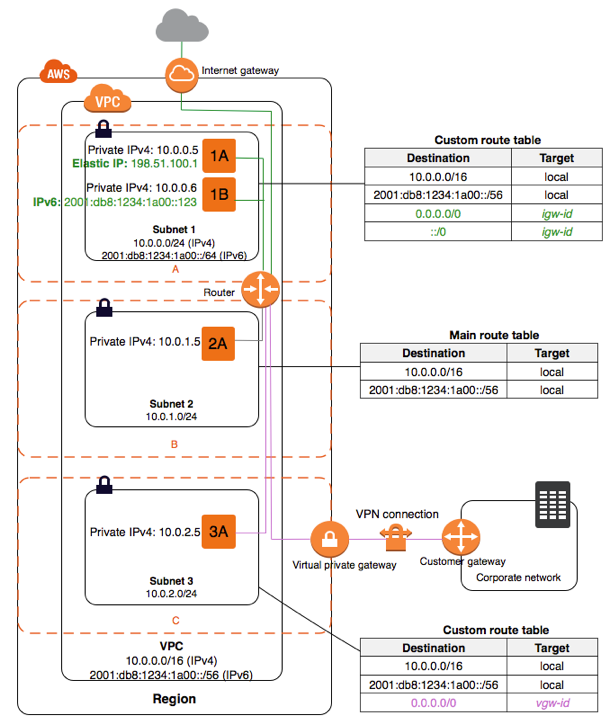 Internet gateway
AWS
VPC
Private IPv4: 10.0.0.5
Elastic IP: 198.51.100.1
1A
Private IPv4: 10.0.0.6
IPv6: 2001:db8:1234:1a00::123
1B
Subnet 1
10.0.0.0/24 (IPv4)
2001:db8:1234:1a00::/64 (IPv6)
A
Custom route table
Destination Target
10.0.0.0/16 local
2001:db8:1234:1a00::/56 local
0.0.0.0/0 igw-id
::/0 igw-id
Router
Private IPv4: 10.0.1.5
2A
Subnet 2
10.0.1.0/24
B
Main route table
Destination Target
10.0.0.0/16 local
2001:db8:1234:1a00::/56 local
Private IPv4: 10.0.2.5
3A
Subnet 3
10.0.2.0/24
C
VPN connection
Virtual private gateway
Customer gateway
Corporate network
VPC
10.0.0.0/16 (IPv4)
2001:db8:1234:1a00::/56 (IPv6)
Region
Custom route table
Destination Target
10.0.0.0/16 local
2001:db8:1234:1a00::/56 local
0.0.0.0/0 vgw-id